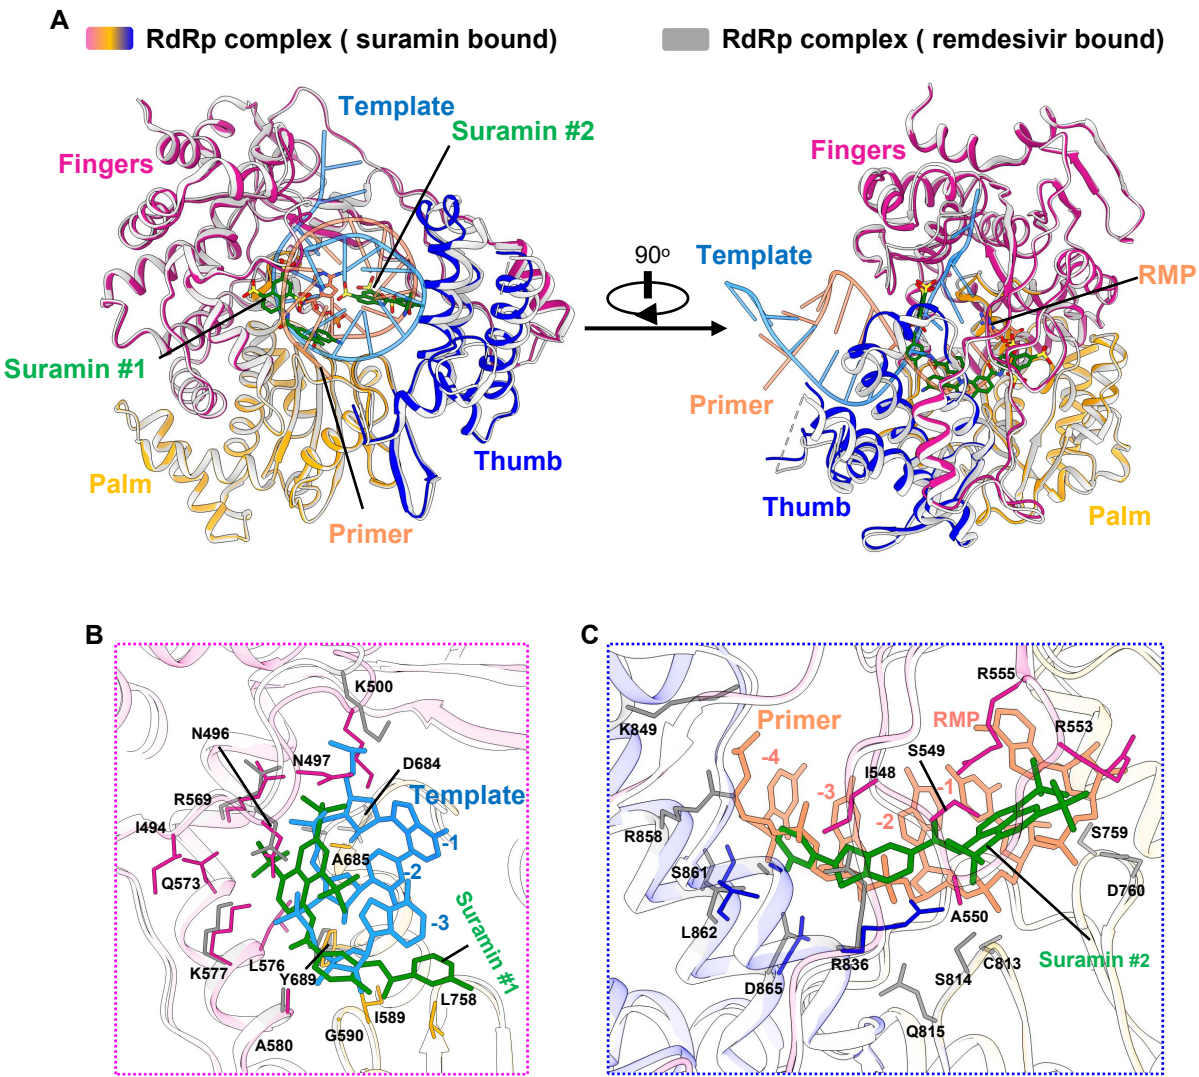 A
RdRp complex ( suramin bound)
RdRp complex ( remdesivir bound)
Template
Suramin #2
Fingers
Suramin #1
Palm
Thumb
Primer
90°
Fingers
Template
RMP
Primer
Thumb
Palm
B
K500
N496
N497
D684
Template
R569
I494
A685
-1
-2
Q573
-3
Suramin #1
K577
L576
Y689
L758
I589
G590
A580
C
R555
K849
Primer
RMP
R553
S549
-4
I548
-3
-1
-2
R858
S759
S861
D760
L862
A550
R836
S814
C813
Suramin #2
D865
Q815